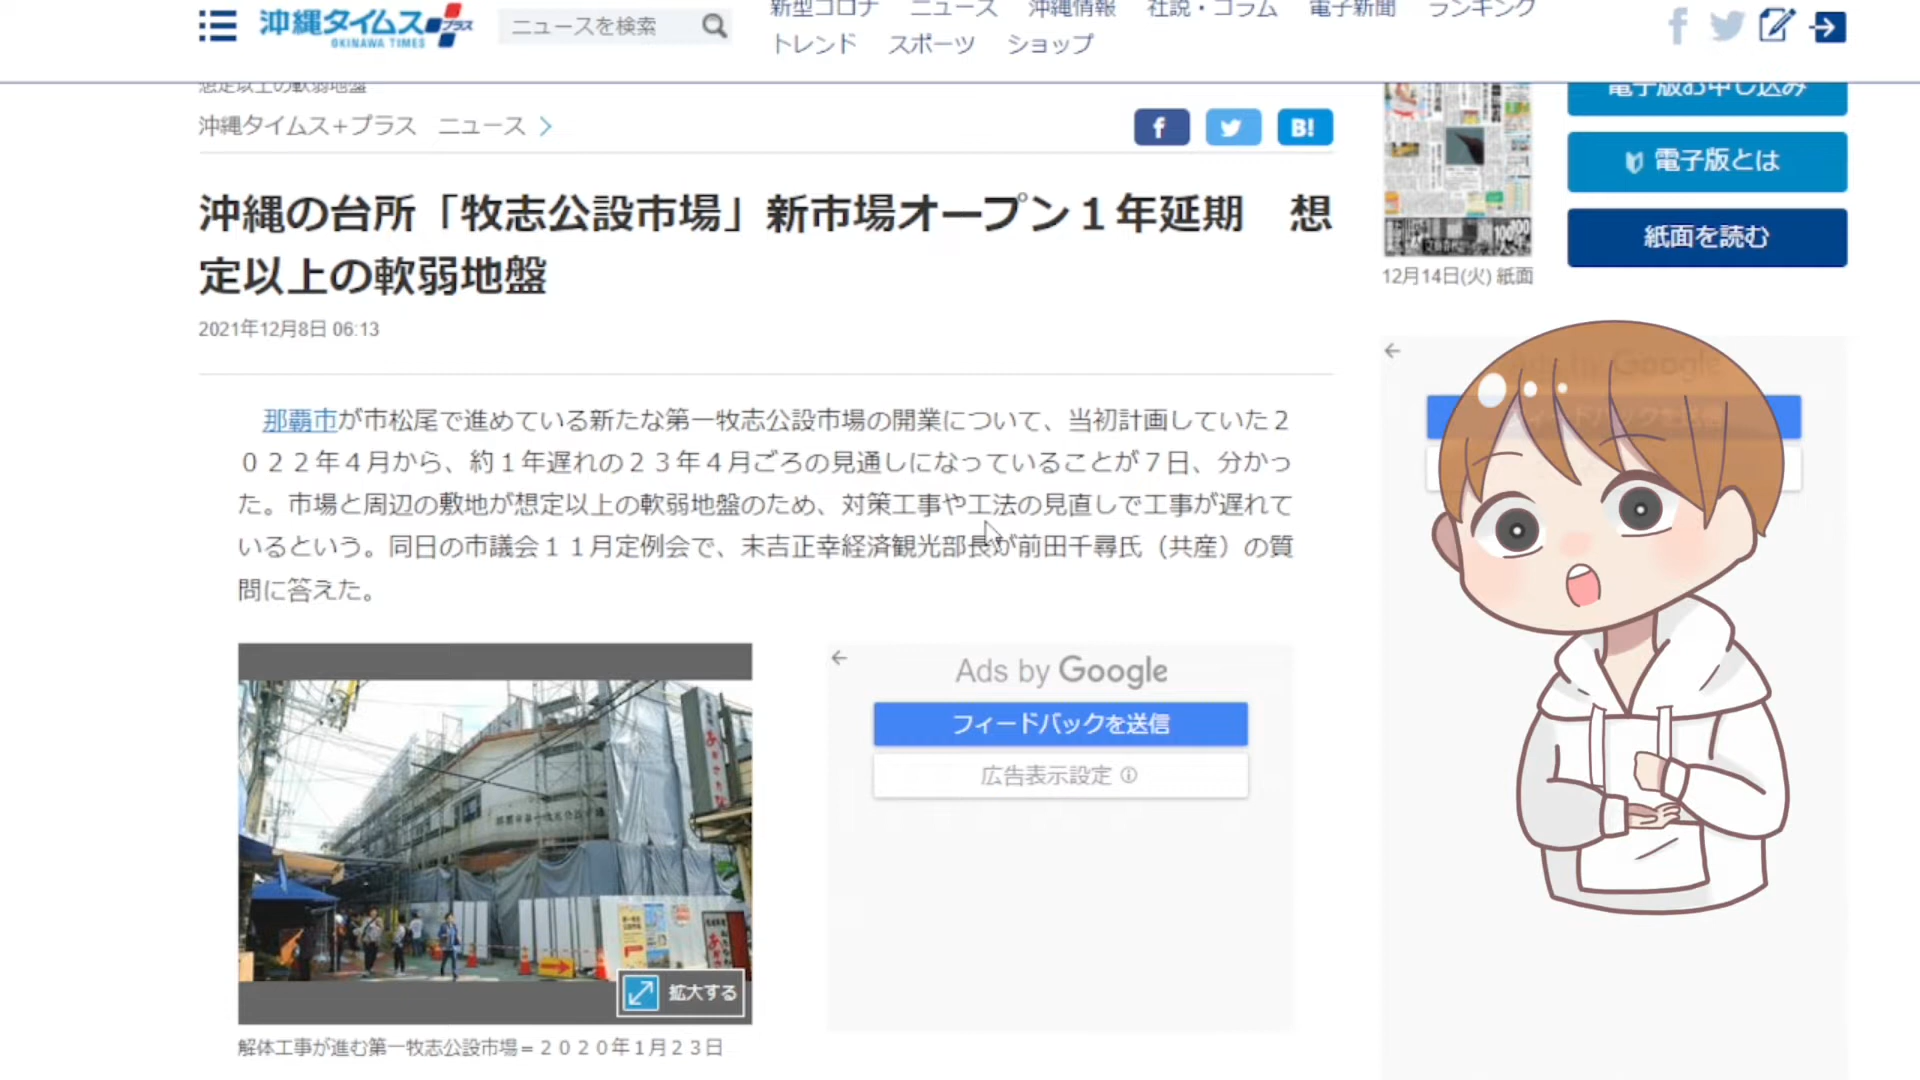 沖縄タイムス プラス
OKINAWA TIMES
ニュースを検索
新型コロナ ニュース 沖縄情報 社説・コラム 電子新聞 ランキング
トレンド スポーツ ショップ
想定以上の軟弱地盤
沖縄タイムス＋プラス ニュース
f B!
沖縄の台所「牧志公設市場」新市場オープン１年延期 想
定以上の軟弱地盤
2021年12月8日 06:13
那覇市が市松尾で進めている新たな第一牧志公設市場の開業について、当初計画していた２
０２２年４月から、約１年遅れの２３年４月ごろの見通しになっていることが７日、分かっ
た。市場と周辺の敷地が想定以上の軟弱地盤のため、対策工事や工法の見直しで工事が遅れて
いるという。同日の市議会１１月定例会で、末吉正幸経済観光部長が前田千尋氏（共産）の質
問に答えた。
拡大する
解体工事が進む第一牧志公設市場＝２０２０年1月２３日
Ads by Google
フィードバックを送信
広告表示設定
電子版お申し込み
電子版とは
紙面を読む
12月14日(火) 紙面
Ads by Google
フィードバックを送信